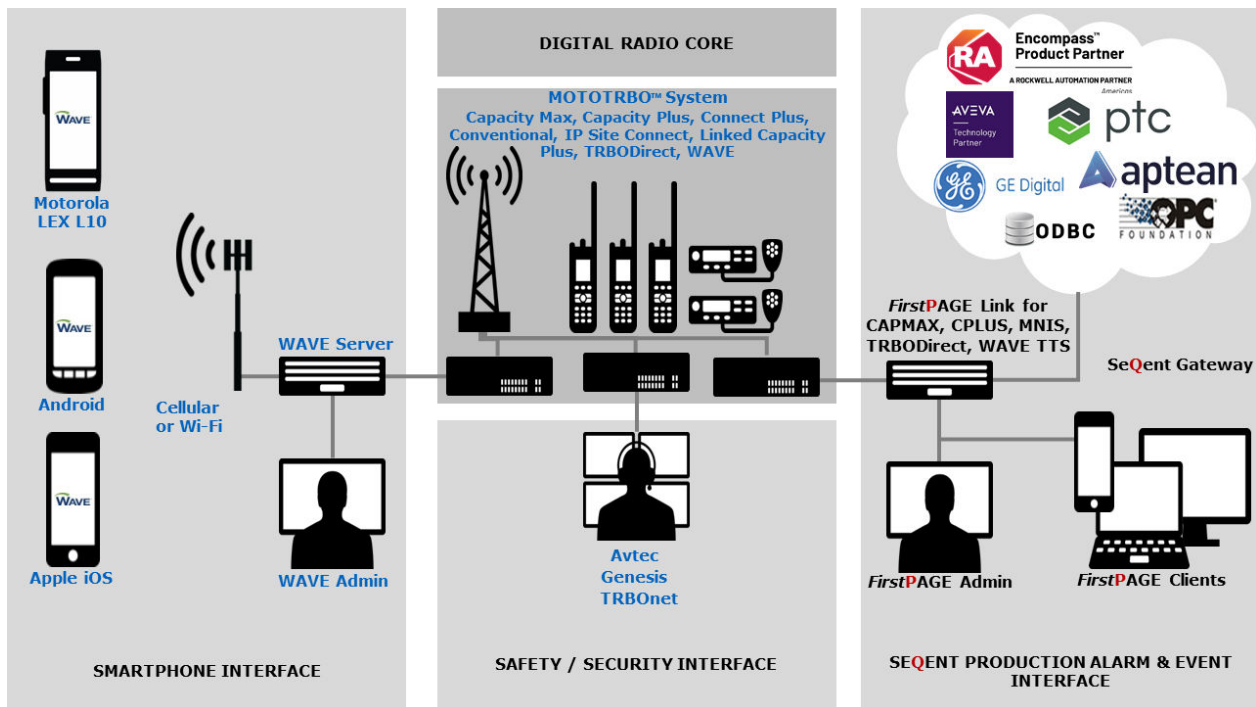 WAVE
Motorola
LEX L10
WAVE
Android
WAVE
Apple iOS
Cellular
or Wi-Fi
WAVE Server
WAVE Admin
SMARTPHONE INTERFACE
DIGITAL RADIO CORE
MOTOTRBO™ System
Capacity Max, Capacity Plus, Connect Plus,
Conventional, IP Site Connect, Linked Capacity
Plus, TRBODirect, WAVE
Avtec
Genesis
TRBOnet
SAFETY / SECURITY INTERFACE
RA
Encompass™
Product Partner
A ROCKWELL AUTOMATION PARTNER
Americas
AVEVA
Technology
Partner
ptc
GE Digital
aptean
ODBC
OPC
FOUNDATION
FirstPAGE Link for
CAPMAX, CPLUS, MNIS,
TRBODirect, WAVE TTS
SeQent Gateway
FirstPAGE Admin
FirstPAGE Clients
SEQENT PRODUCTION ALARM & EVENT
INTERFACE